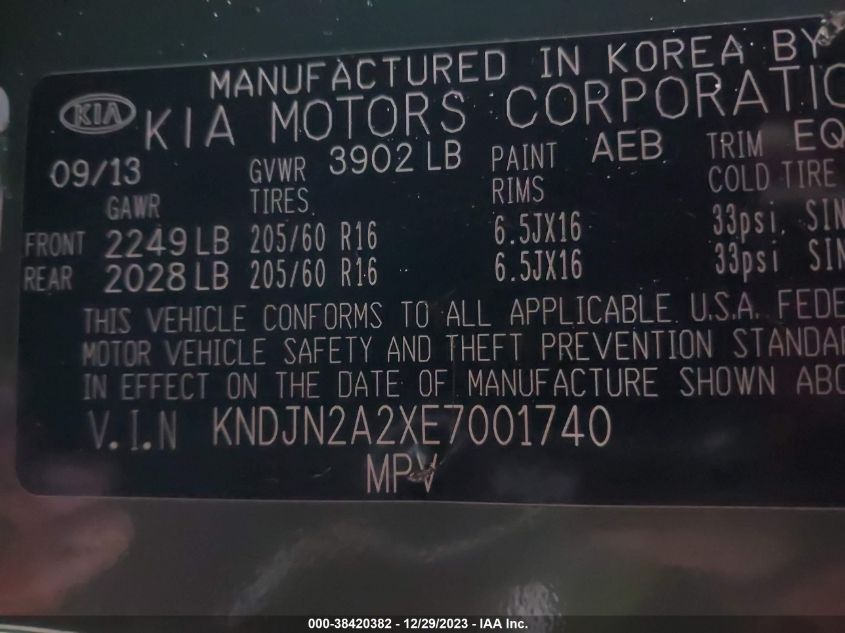 MANUFACTURED IN KOREA BY
KIA KIA MOTORS CORPORATIO
09/13 GVWR 3902 LB PAINT AEB TRIM EQ
GAWR TIRES RIMS COLD TIRE
FRONT 2249 LB 205/60 R16 6.5JX16 33psi, SIN
REAR 2028 LB 205/60 R16 6.5JX16 33psi SIN
THIS VEHICLE CONFORMS TO ALL APPLICABLE U.S.A. FEDE
MOTOR VEHICLE SAFETY AND THEFT PREVENTION STANDAR
IN EFFECT ON THE DATE OF MANUFACTURE SHOWN ABO
V.I.N KNDJN2A2XE7001740
MPV
000-38420382 - 12/29/2023 - IAA Inc.